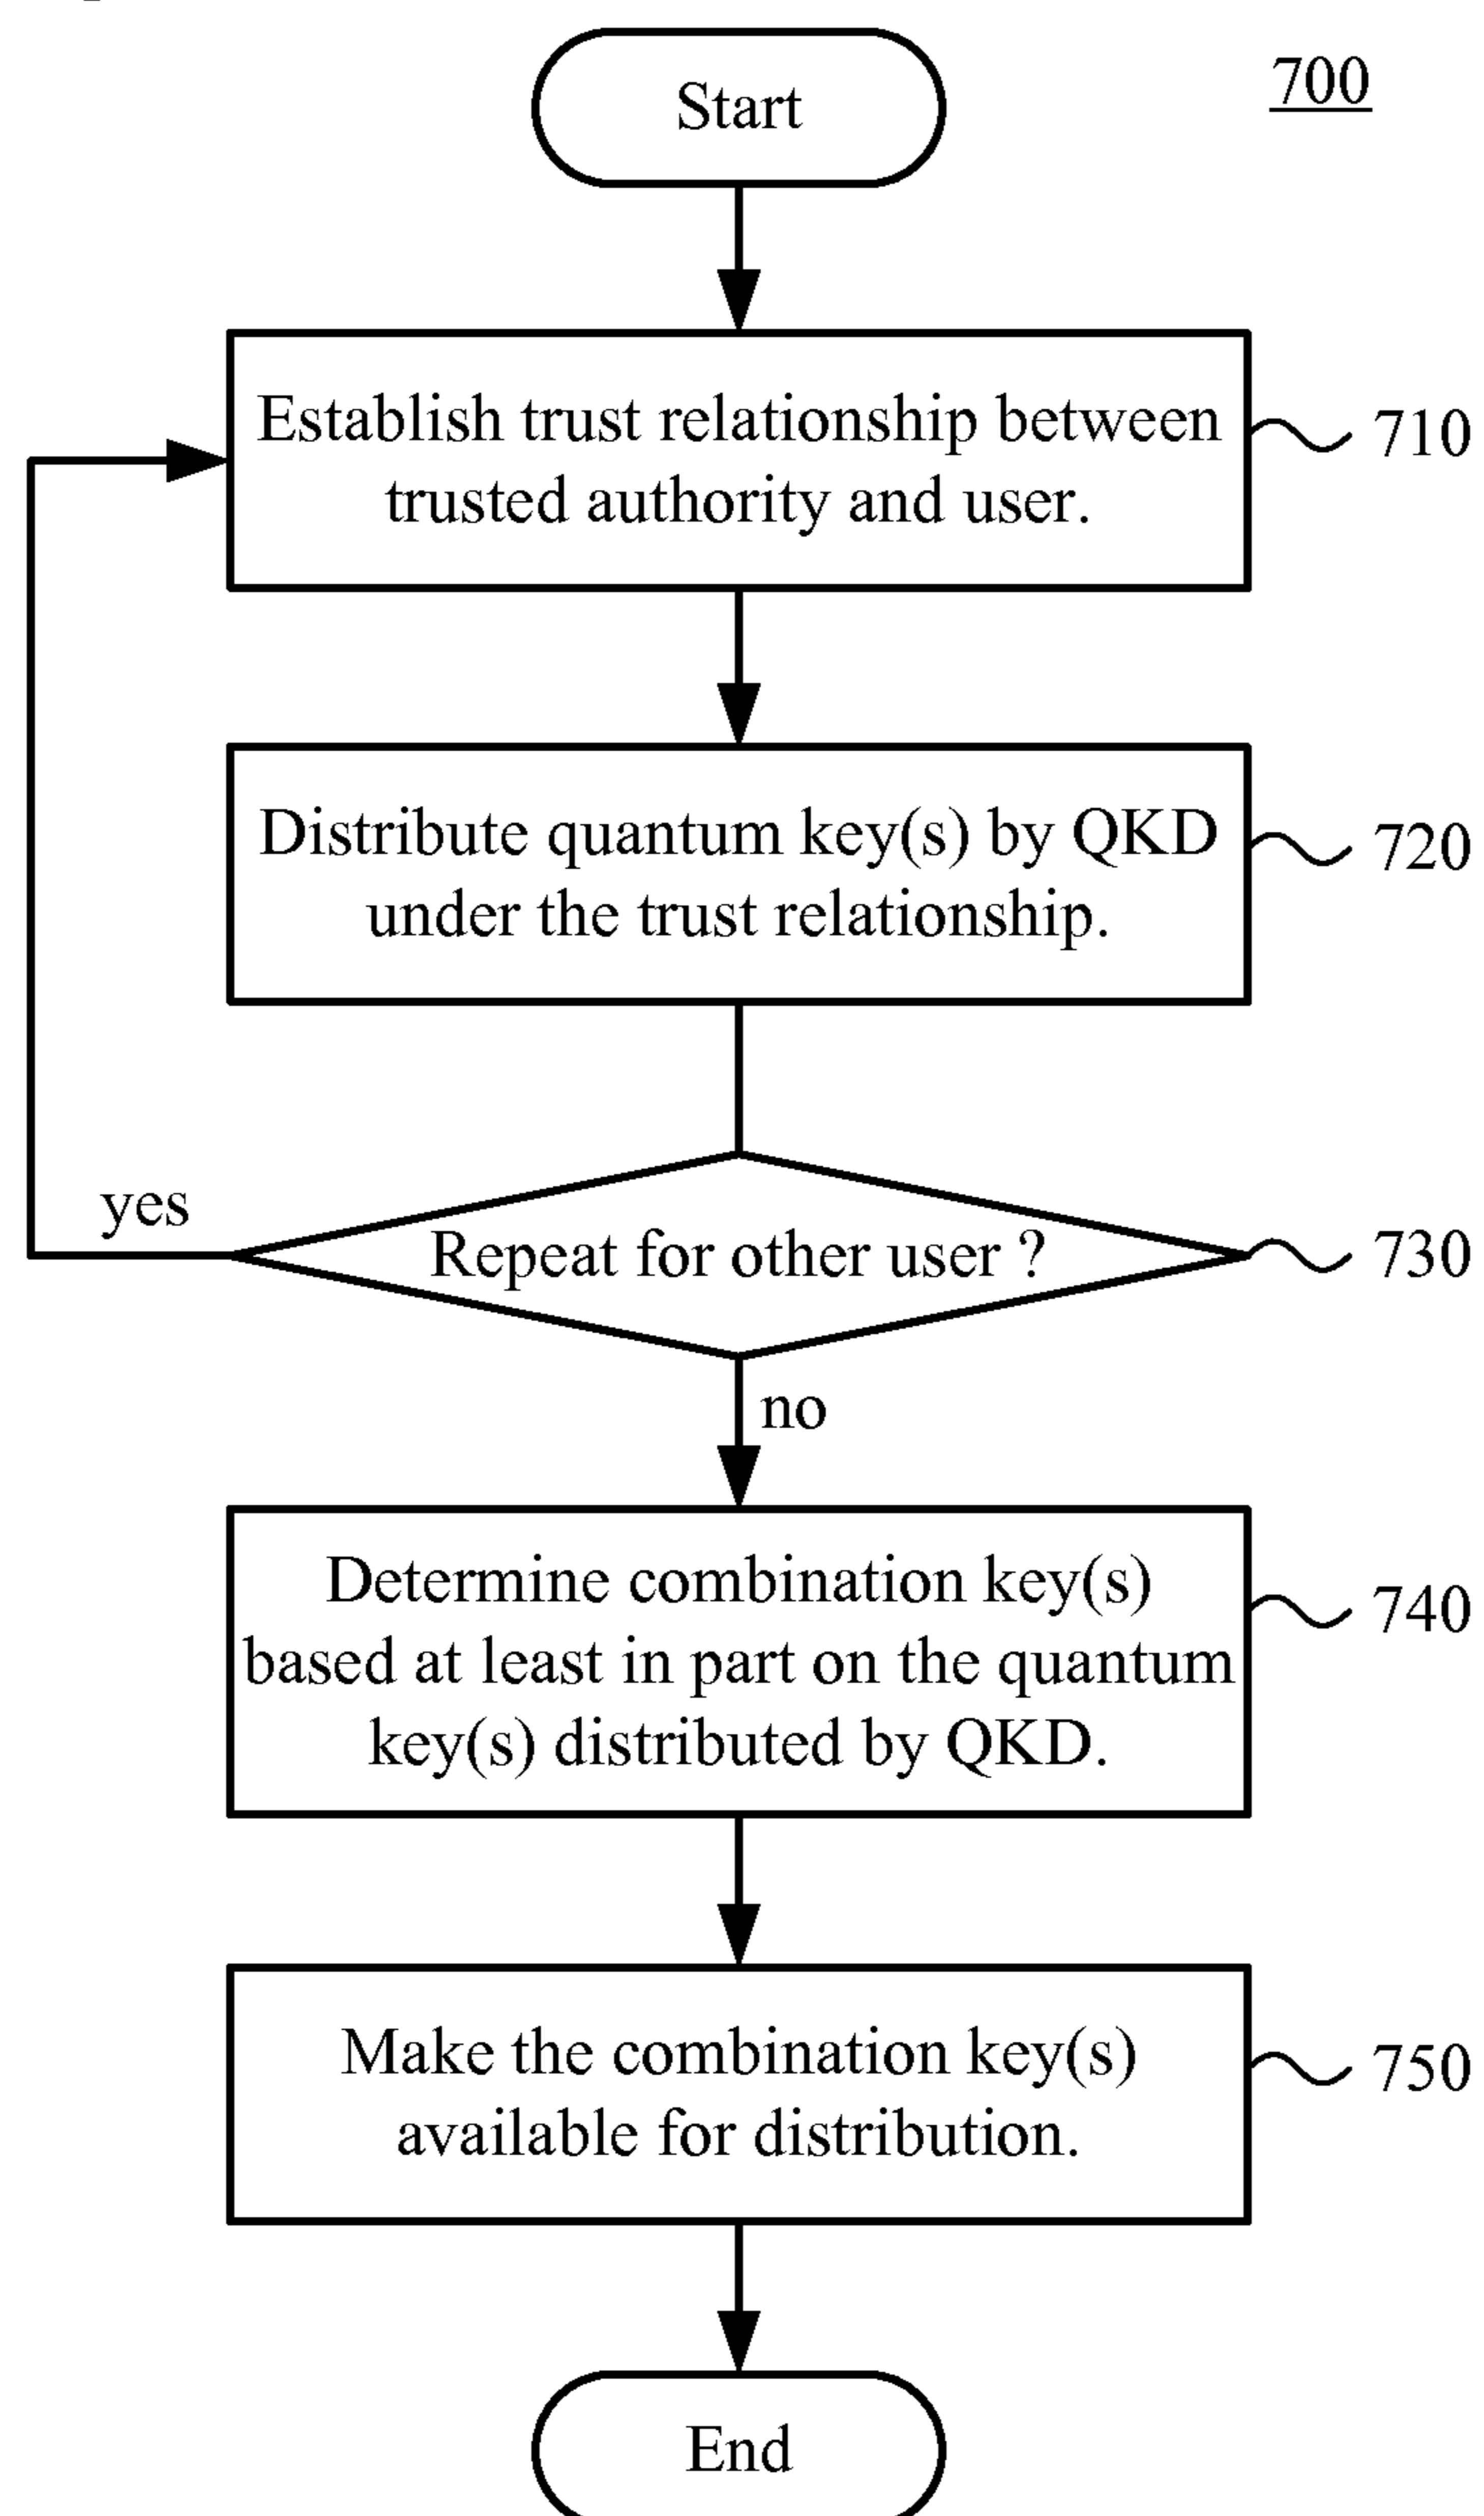 Start
700
Establish trust relationship between
trusted authority and user.
710
Distribute quantum key(s) by QKD
under the trust relationship.
720
yes
Repeat for other user ?
730
no
Determine combination key(s)
based at least in part on the quantum
key(s) distributed by QKD.
740
Make the combination key(s)
available for distribution.
750
End